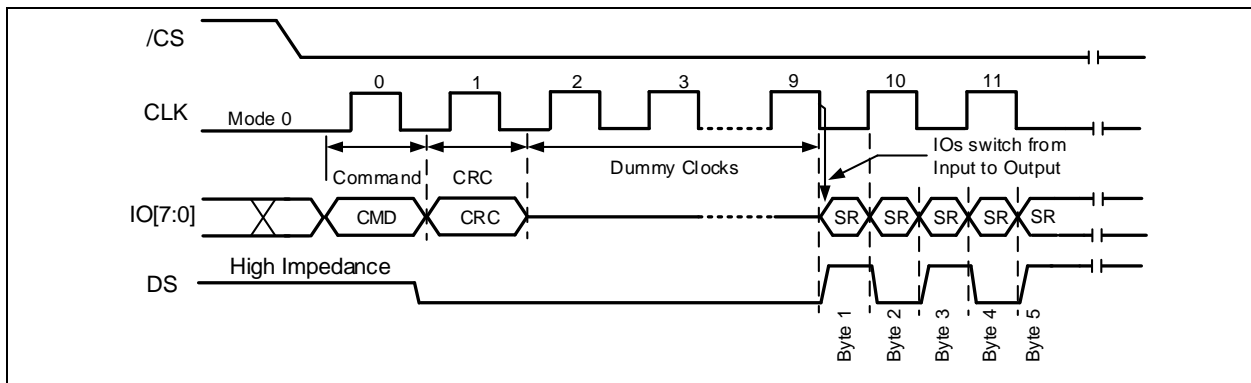 /CS
0 1 2 3 9 10 11
CLK
Mode 0
IOs switch from
Input to Output
Command CRC Dummy Clocks
IO[7:0]
CMD CRC SR SR SR SR SR
High Impedance
DS
Byte 1
Byte 2
Byte 3
Byte 4
Byte 5